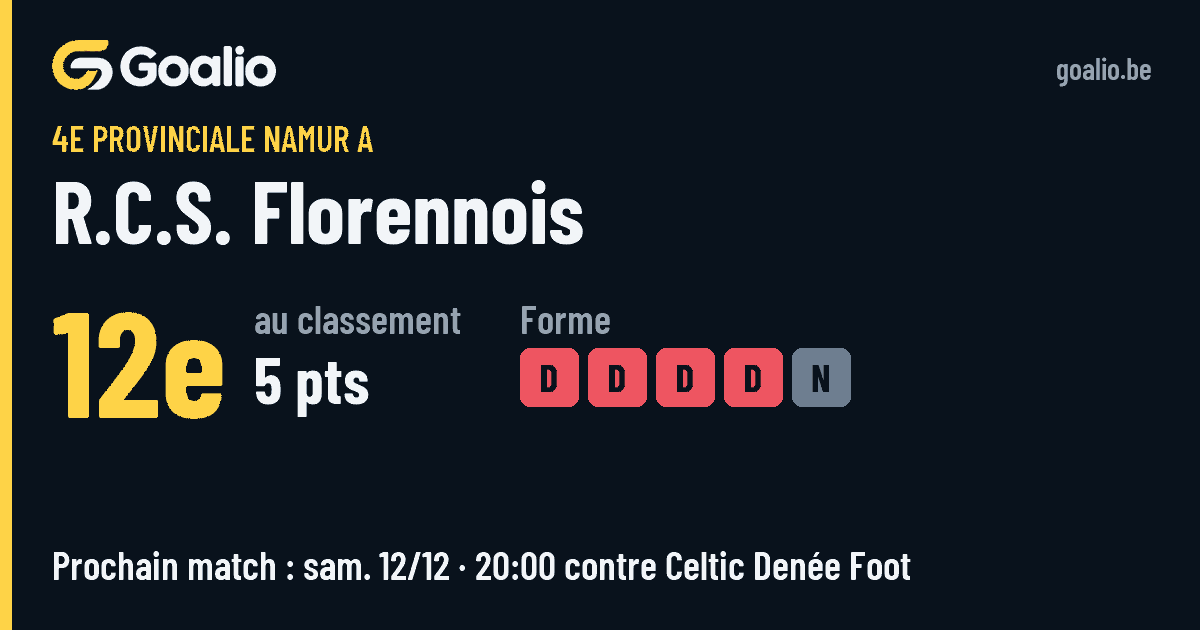 Goalio
goalio.be
4E PROVINCIALE NAMUR A
R.C.S. Florennois
12e
au classement
5 pts
Forme
D D D D N
Prochain match : sam. 12/12 · 20:00 contre Celtic Denée Foot